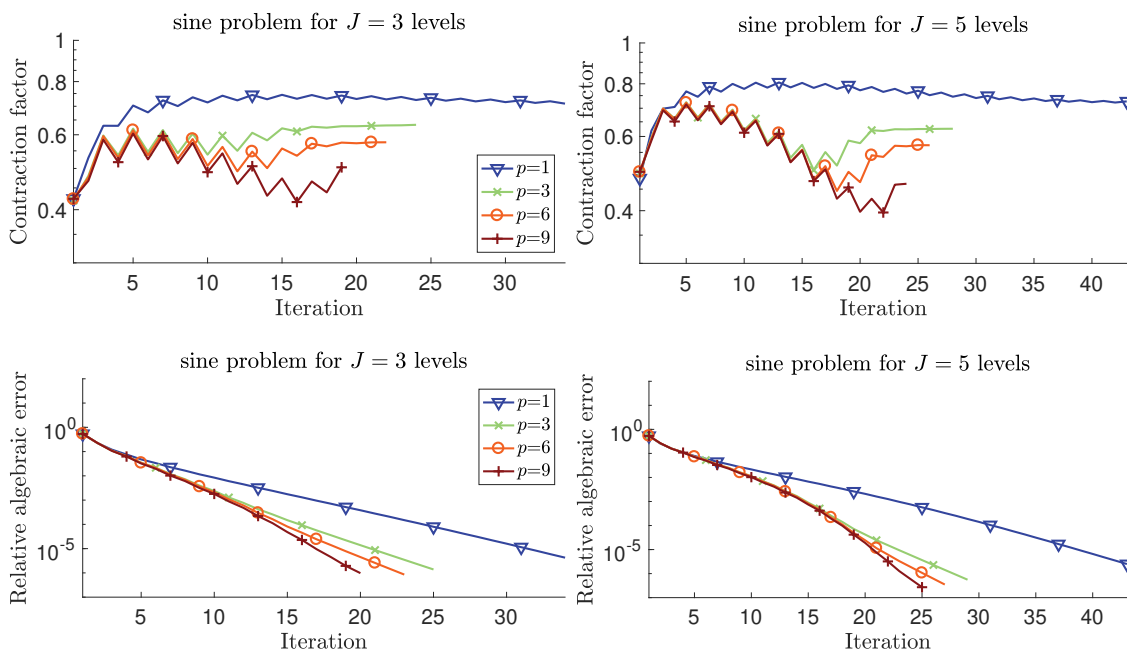 sine problem for J = 3 levels
Contraction factor
1
0.8
0.6
0.4
5 10 15 20 25 30
Iteration
p=1
p=3
p=6
p=9
sine problem for J = 5 levels
Contraction factor
1
0.8
0.6
0.4
5 10 15 20 25 30 35 40
Iteration
sine problem for J = 3 levels
Relative algebraic error
10^0
10^-5
5 10 15 20 25 30
Iteration
p=1
p=3
p=6
p=9
sine problem for J = 5 levels
Relative algebraic error
10^0
10^-5
5 10 15 20 25 30 35 40
Iteration